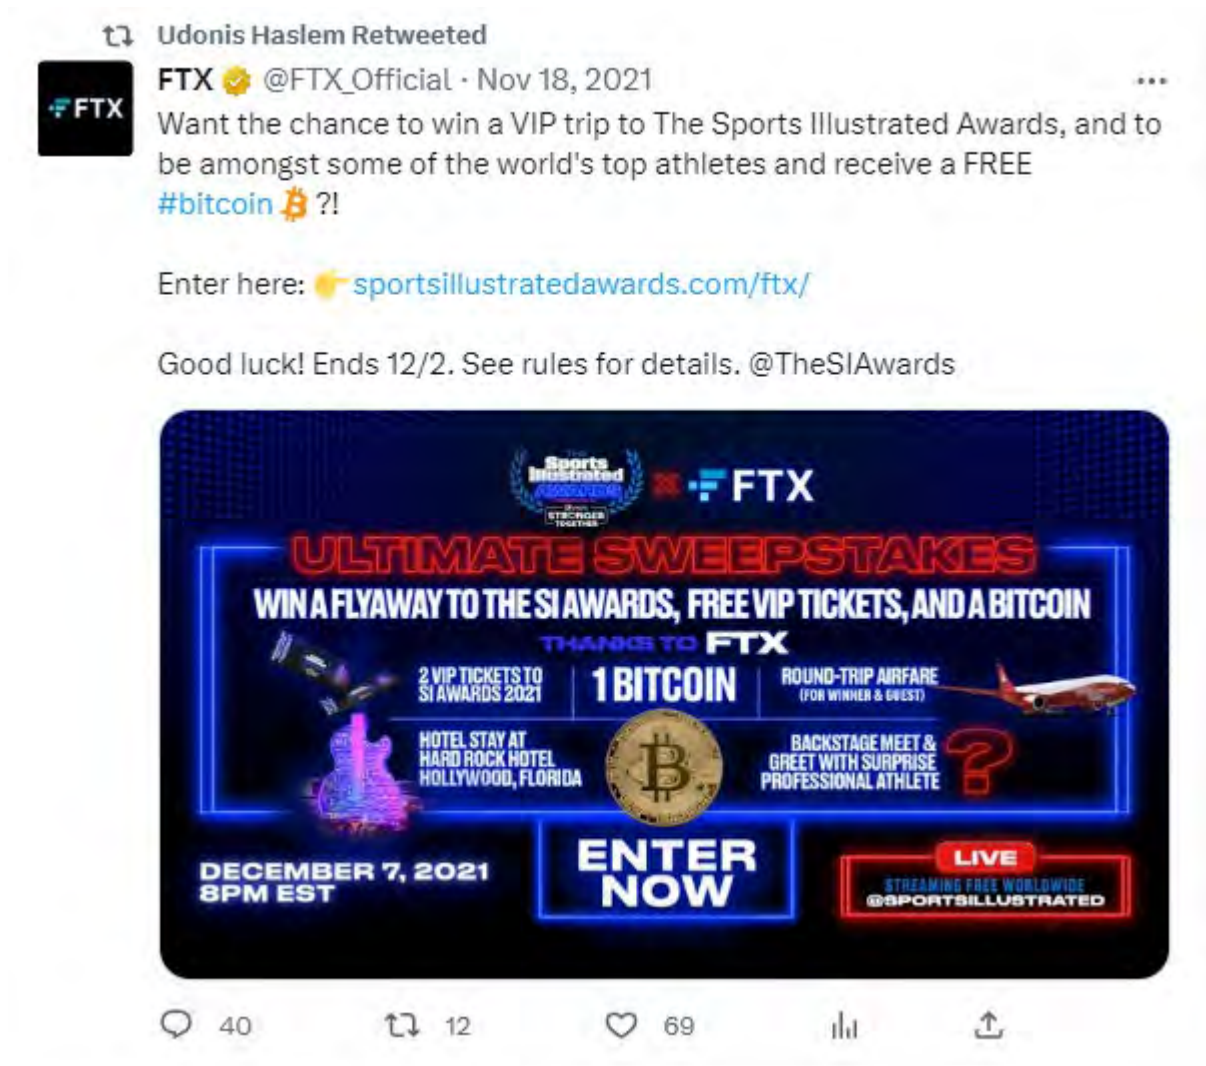 Udonis Haslem Retweeted
FTX @FTX_Official · Nov 18, 2021
FTX
Want the chance to win a VIP trip to The Sports Illustrated Awards, and to
be amongst some of the world's top athletes and receive a FREE
#bitcoin ?!
Enter here: 👉 sportsillustratedawards.com/ftx/
Good luck! Ends 12/2. See rules for details. @TheSIAwards
THE
Sports
Illustrated
AWARDS
STRONGER
TOGETHER
FTX
ULTIMATE SWEEPSTAKES
WIN A FLYAWAY TO THE SI AWARDS, FREE VIP TICKETS, AND A BITCOIN
THANKS TO FTX
2 VIP TICKETS TO
SI AWARDS 2021
1 BITCOIN
ROUND-TRIP AIRFARE
(FOR WINNER & GUEST)
HOTEL STAY AT
HARD ROCK HOTEL
HOLLYWOOD, FLORIDA
BACKSTAGE MEET &
GREET WITH SURPRISE
PROFESSIONAL ATHLETE
?
DECEMBER 7, 2021
8PM EST
ENTER
NOW
LIVE
STREAMING FREE WORLDWIDE
@SPORTSILLUSTRATED
40
12
69